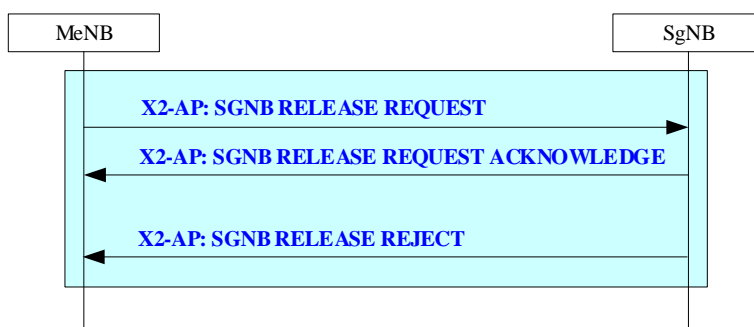 MeNB
SgNB
X2-AP: SGNB RELEASE REQUEST
X2-AP: SGNB RELEASE REQUEST ACKNOWLEDGE
X2-AP: SGNB RELEASE REJECT